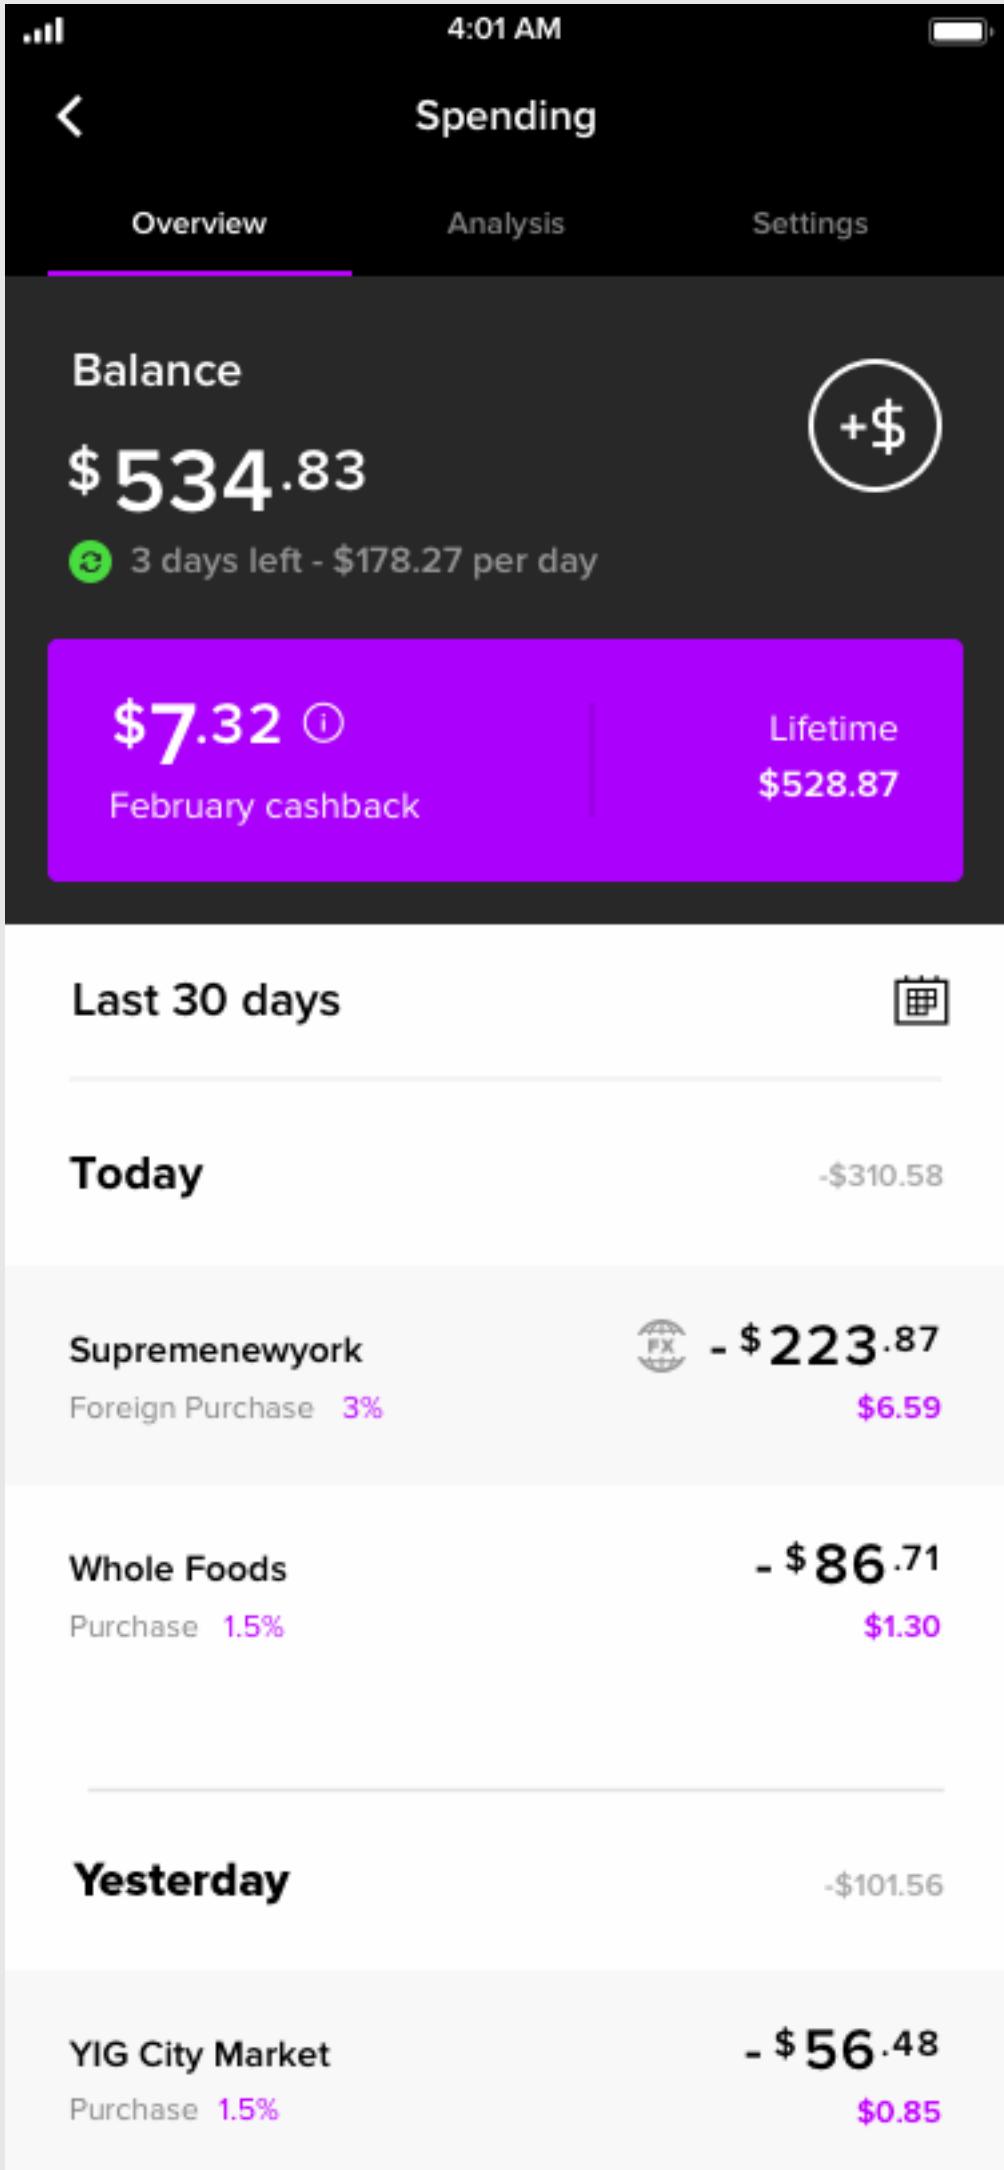 4:01 AM
Spending
Overview Analysis Settings
Balance
+$
$534.83
3 days left - $178.27 per day
$7.32 i
February cashback
Lifetime
$528.87
Last 30 days
Today -$310.58
Supremenewyork FX - $223.87
Foreign Purchase 3% $6.59
Whole Foods - $86.71
Purchase 1.5% $1.30
Yesterday -$101.56
YIG City Market - $56.48
Purchase 1.5% $0.85